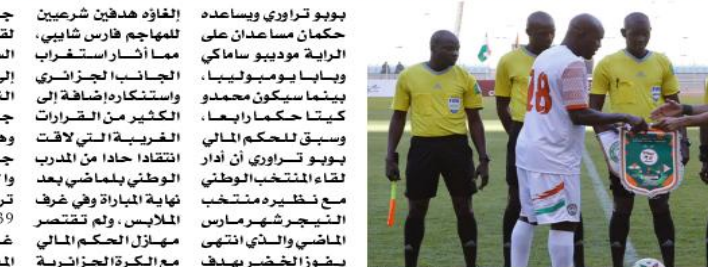 بوبو تراوري ويساعده
حكمان مساعدان على
الراية موديبو ساماكي
وبابا يومبوليبا،
بينما سيكون محمدو
كيتا حكما رابعا،
وسبق للحكم المالي
بوبو تراوري أن أدار
لقاء المنتخب الوطني
مع نظيره منتخب
النيجر شهر مارس
الماضي والذي انتهى
بفوز الخضر بهدف
إلغاؤه هدفين شرعيين
للمهاجم فارس شايبي،
مما أثار استغراب
الجانب الجزائري
واستنكاره إضافة إلى
الكثير من القرارات
الغريبة التي لاقت
انتقادا حادا من المدرب
الوطني بلماضي بعد
نهاية المباراة وفي غرف
الملابس، ولم تقتصر
مهازل الحكم المالي
مع الكرة الجزائرية
39
18